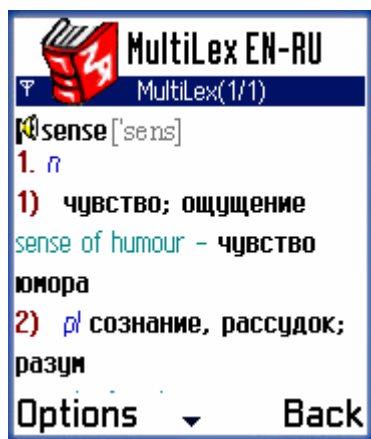 MultiLex EN-RU
MultiLex(1/1)
sense ['sens]
1. n
1) чувство; ощущение
sense of humour – чувство
юмора
2) pl сознание, рассудок;
разум
Options Back